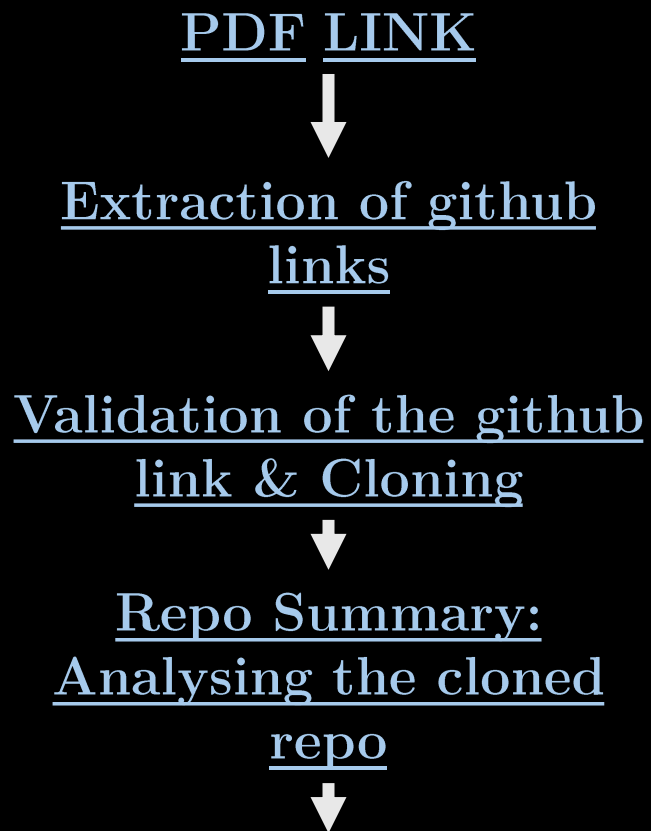 PDF LINK
Extraction of github
links
Validation of the github
link & Cloning
Repo Summary:
Analysing the cloned
repo